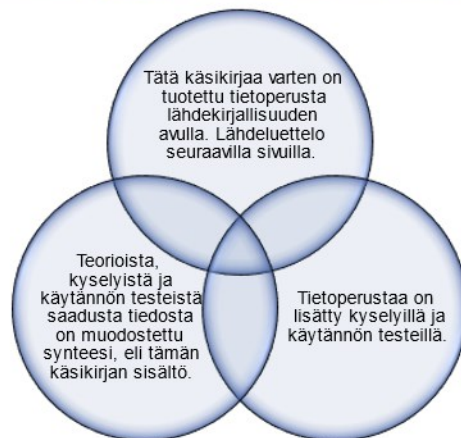 Tätä käsikirjaa varten on
tuotettu tietoperusta
lähdekirjallisuuden
avulla. Lähdeluettelo
seuraavilla sivuilla.
Teorioista,
kyselyistä ja
käytännön testeistä
saadusta tiedosta
on muodostettu
synteesi, eli tämän
käsikirjan sisältö.
Tietoperustaa on
lisätty kyselyillä ja
käytännön testeillä.